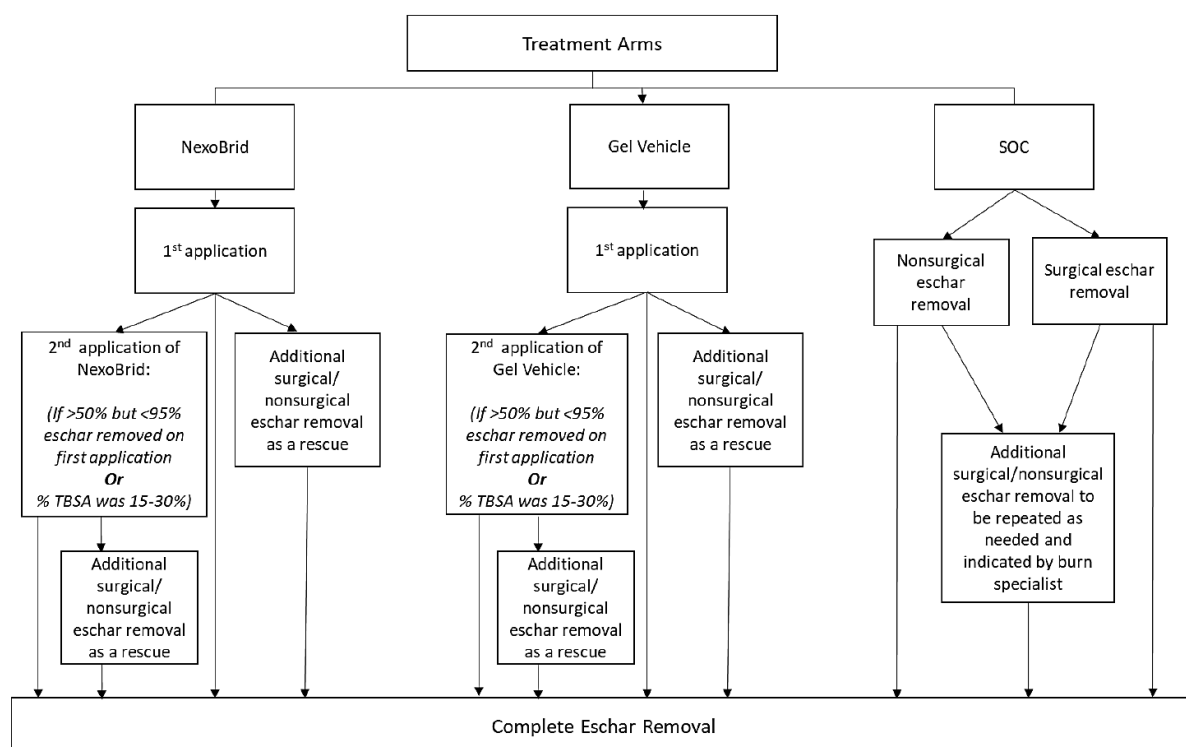 Treatment Arms
NexoBrid
Gel Vehicle
SOC
1st application
1st application
Nonsurgical
eschar
removal
Surgical eschar
removal
2nd application of
NexoBrid:
(If >50% but <95%
eschar removed on
first application
Or
% TBSA was 15-30%)
Additional
surgical/
nonsurgical
eschar removal
as a rescue
2nd application of
Gel Vehicle:
(If >50% but <95%
eschar removed on
first application
Or
% TBSA was 15-30%)
Additional
surgical/
nonsurgical
eschar removal
as a rescue
Additional
surgical/nonsurgical
eschar removal to
be repeated as
needed and
indicated by burn
specialist
Additional
surgical/
nonsurgical
eschar removal
as a rescue
Additional
surgical/
nonsurgical
eschar removal
as a rescue
Complete Eschar Removal